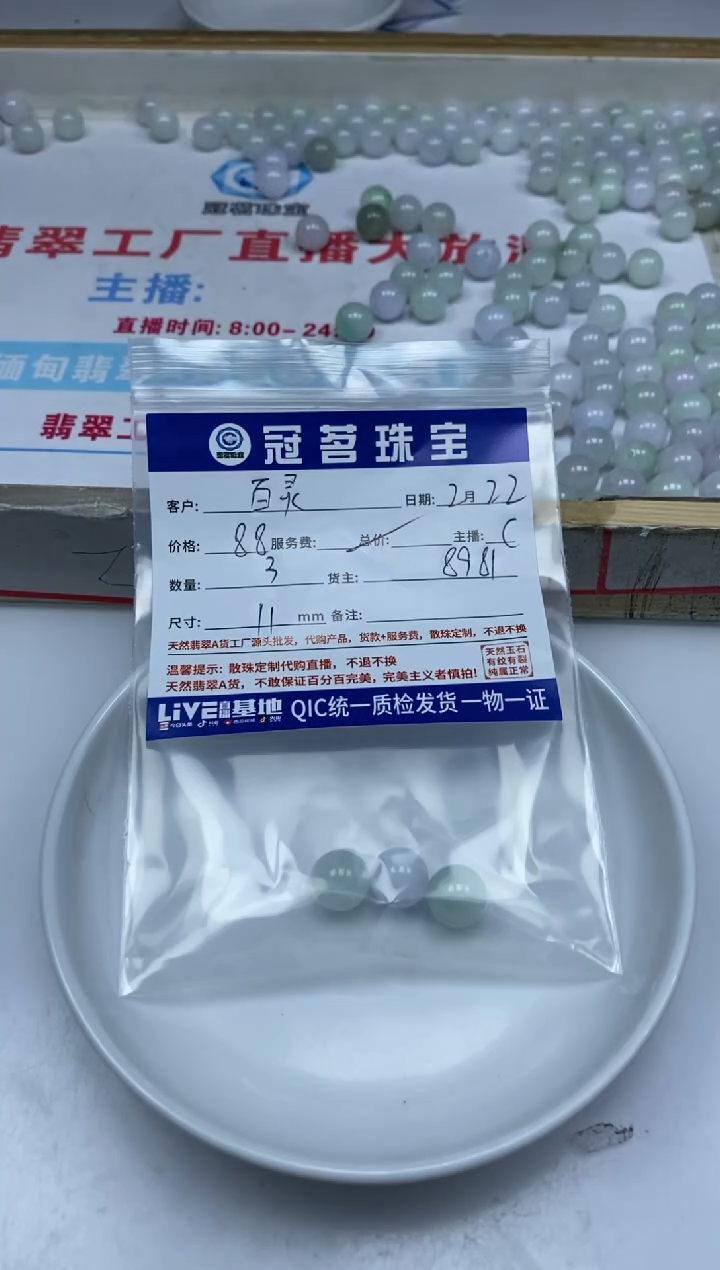 翡翠工厂直播大放
主播:
直播时间: 8:00-24
缅甸翡翠
翡翠工
冠茗珠宝
客户: 百灵 日期: 2月22
价格: 88 服务费: 总价: 主播: C
数量: 3 货主: 8981
尺寸: 11 mm 备注:
天然翡翠A货工厂源头批发，代购产品，货款+服务费，散珠定制，不退不换
温馨提示: 散珠定制代购直播，不退不换
天然翡翠A货，不敢保证百分百完美，完美主义者慎拍!
天然玉石
有纹有裂
纯属正常
LIVE直播基地 QIC统一质检发货一物一证